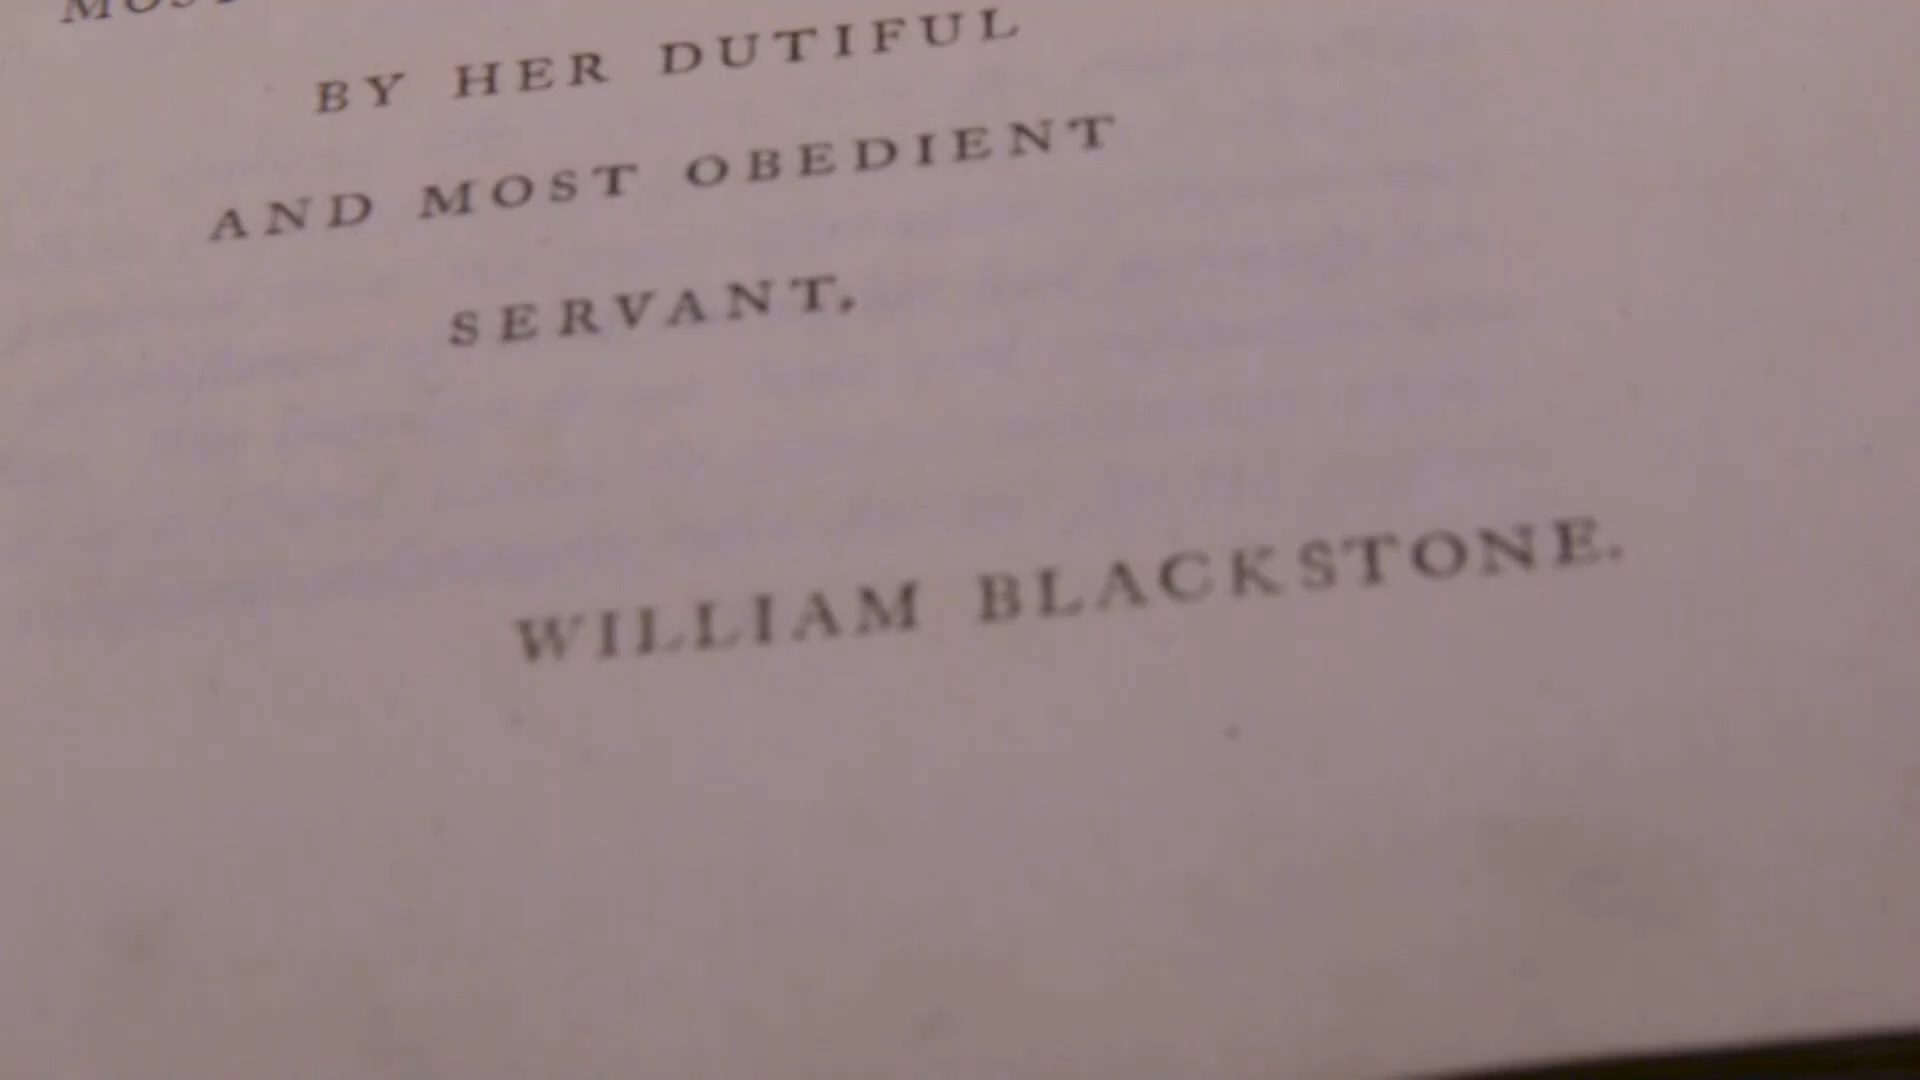 BY HER DUTIFUL
AND MOST OBEDIENT
SERVANT,
WILLIAM BLACKSTONE.